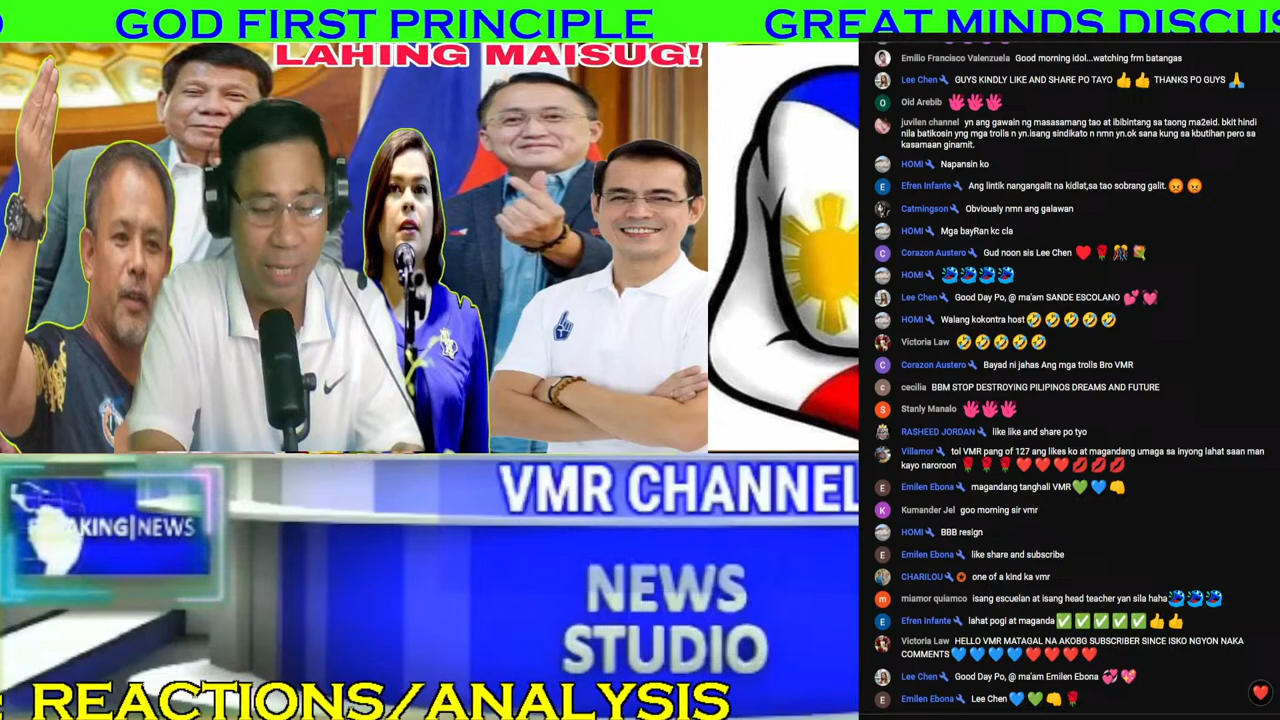 GOD FIRST PRINCIPLE
GREAT MINDS DISCUS
LAHING MAISUG!
AKING|NEWS
VMR CHANNEL
NEWS
STUDIO
REACTIONS/ANALYSIS
Emilio Francisco Valenzuela Good morning idol...watching frm batangas
Lee Chen GUYS KINDLY LIKE AND SHARE PO TAYO 👍 👍 THANKS PO GUYS 🙏
Oid Arebib
juvilen channel yn ang gawain ng masasamang tao at ibibintang sa taong ma2eid. bkit hindi
nila batikosin yng mga trolls n yn.isang sindikato n nmn yn.ok sana kung sa kbutihan pero sa
kasamaan ginamit.
HOMI Napansin ko
Efren Infante Ang lintik nangangalit na kidlat,sa tao sobrang galit. 😡 😡
Catmingson Obviously nmn ang galawan
HOMI Mga bayRan kc cla
Corazon Austero Gud noon sis Lee Chen ❤️ 🌹 🎊 💐
HOMI
Lee Chen Good Day Po, @ ma'am SANDE ESCOLANO 💕 💓
HOMI Walang kokontra host 🤣 🤣 🤣 🤣 🤣
Victoria Law 🤣 🤣 🤣 🤣 🤣
Corazon Austero Bayad ni jahas Ang mga trolls Bro VMR
cecilia BBM STOP DESTROYING PILIPINOS DREAMS AND FUTURE
Stanly Manalo
RASHEED JORDAN like like and share po tyo
Villamor tol VMR pang of 127 ang likes ko at magandang umaga sa inyong lahat saan man
kayo naroroon 🌹 🌹 🌹 ❤️ ❤️ ❤️ 💋 💋 💋
Emilen Ebona magandang tanghali VMR 💚 💙 👊
Kumander Jel goo morning sir vmr
HOMI BBB resign
Emilen Ebona like share and subscribe
CHARILOU one of a kind ka vmr
miamor quiamco isang escuelan at isang head teacher yan sila haha
Efren Infante lahat pogi at maganda ✅ ✅ ✅ ✅ ✅ 👍 👍
Victoria Law HELLO VMR MATAGAL NA AKOBG SUBSCRIBER SINCE ISKO NGYON NAKA
COMMENTS 💙 💙 💙 💙 ❤️ ❤️ ❤️ ❤️
Lee Chen Good Day Po, @ ma'am Emilen Ebona 💞 💖
Emilen Ebona Lee Chen 💙 💚 👊 🌹